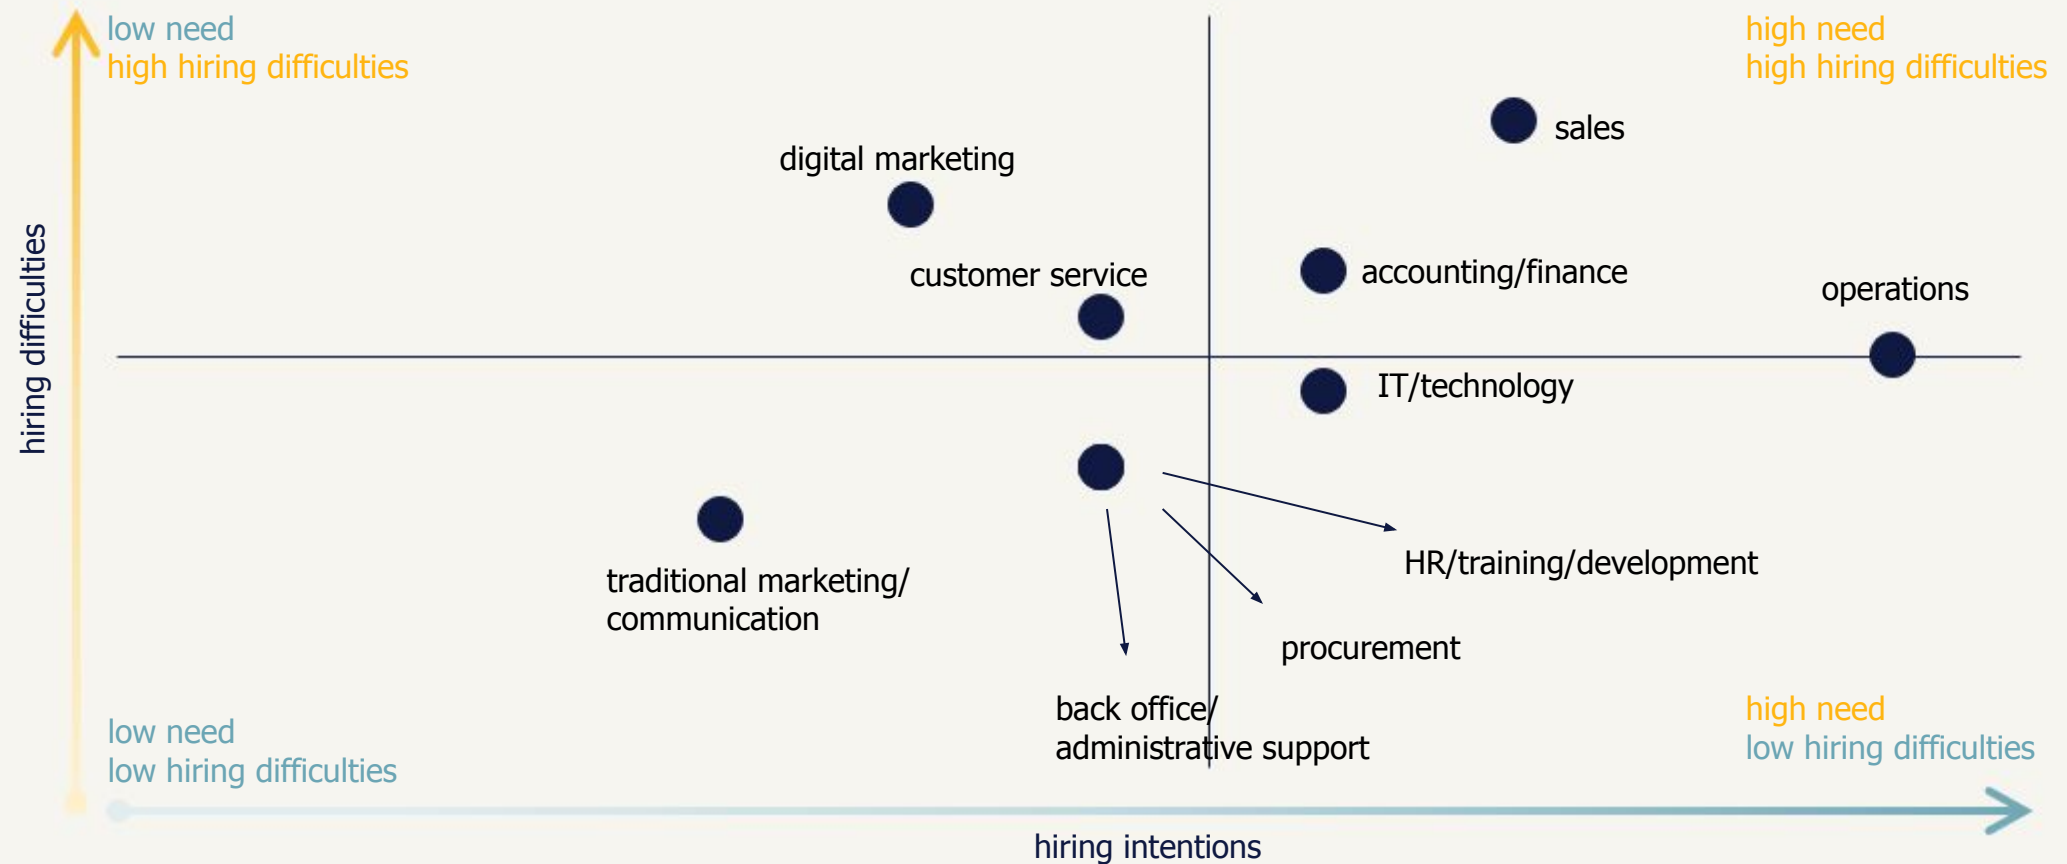 low need
high hiring difficulties
high need
high hiring difficulties
sales
digital marketing
customer service
accounting/finance
operations
hiring difficulties
IT/technology
HR/training/development
traditional marketing/
communication
procurement
back office/
administrative support
low need
low hiring difficulties
high need
low hiring difficulties
hiring intentions